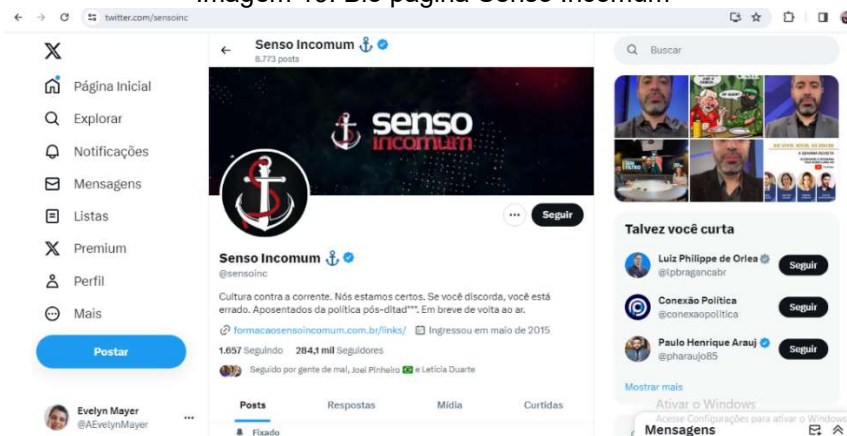 Imagem 10: Bio página Senso Incomum
twitter.com/sensoinc
Senso Incomum
8.773 posts
Buscar
Página Inicial
Explorar
Notificações
Mensagens
Listas
Premium
Perfil
Mais
Postar
Evelyn Mayer
@AEvelynMayer
senso
incomum
Seguir
Senso Incomum
@sensoinc
Cultura contra a corrente. Nós estamos certos. Se você discorda, você está
errado. Aposentados da política pós-ditad***. Em breve de volta ao ar.
formacaosensoincomum.com.br/links/ Ingressou em maio de 2015
1.657 Seguindo 284,1 mil Seguidores
Seguido por gente de mal, Joel Pinheiro e Letícia Duarte
Posts Respostas Mídia Curtidas
Fixado
Talvez você curta
Luiz Philippe de Orlea
@lpbragancabr
Seguir
Conexão Política
@conexaopolitica
Seguir
Paulo Henrique Arauj
@pharaujo85
Seguir
Mostrar mais
Ativar o Windows
Acesse Configurações para ativar o Windows
Mensagens